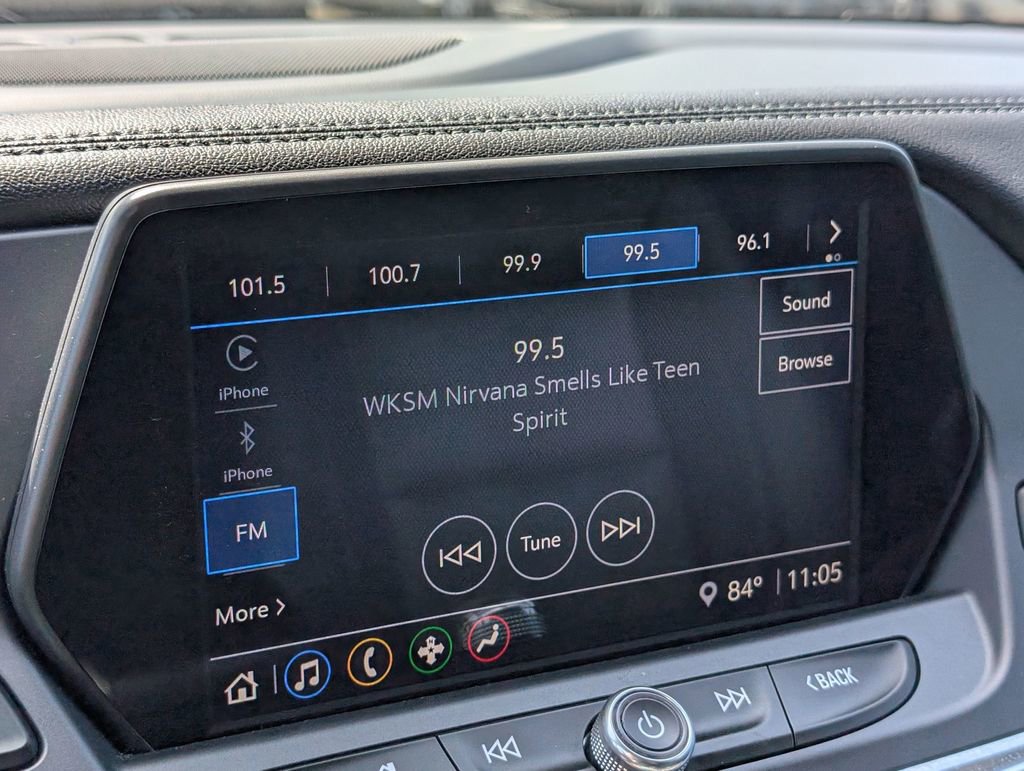 101.5 100.7 99.9 99.5 96.1
Sound
iPhone
99.5
Browse
WKSM Nirvana Smells Like Teen
Spirit
iPhone
FM
Tune
More
84° 11:05
N
BACK